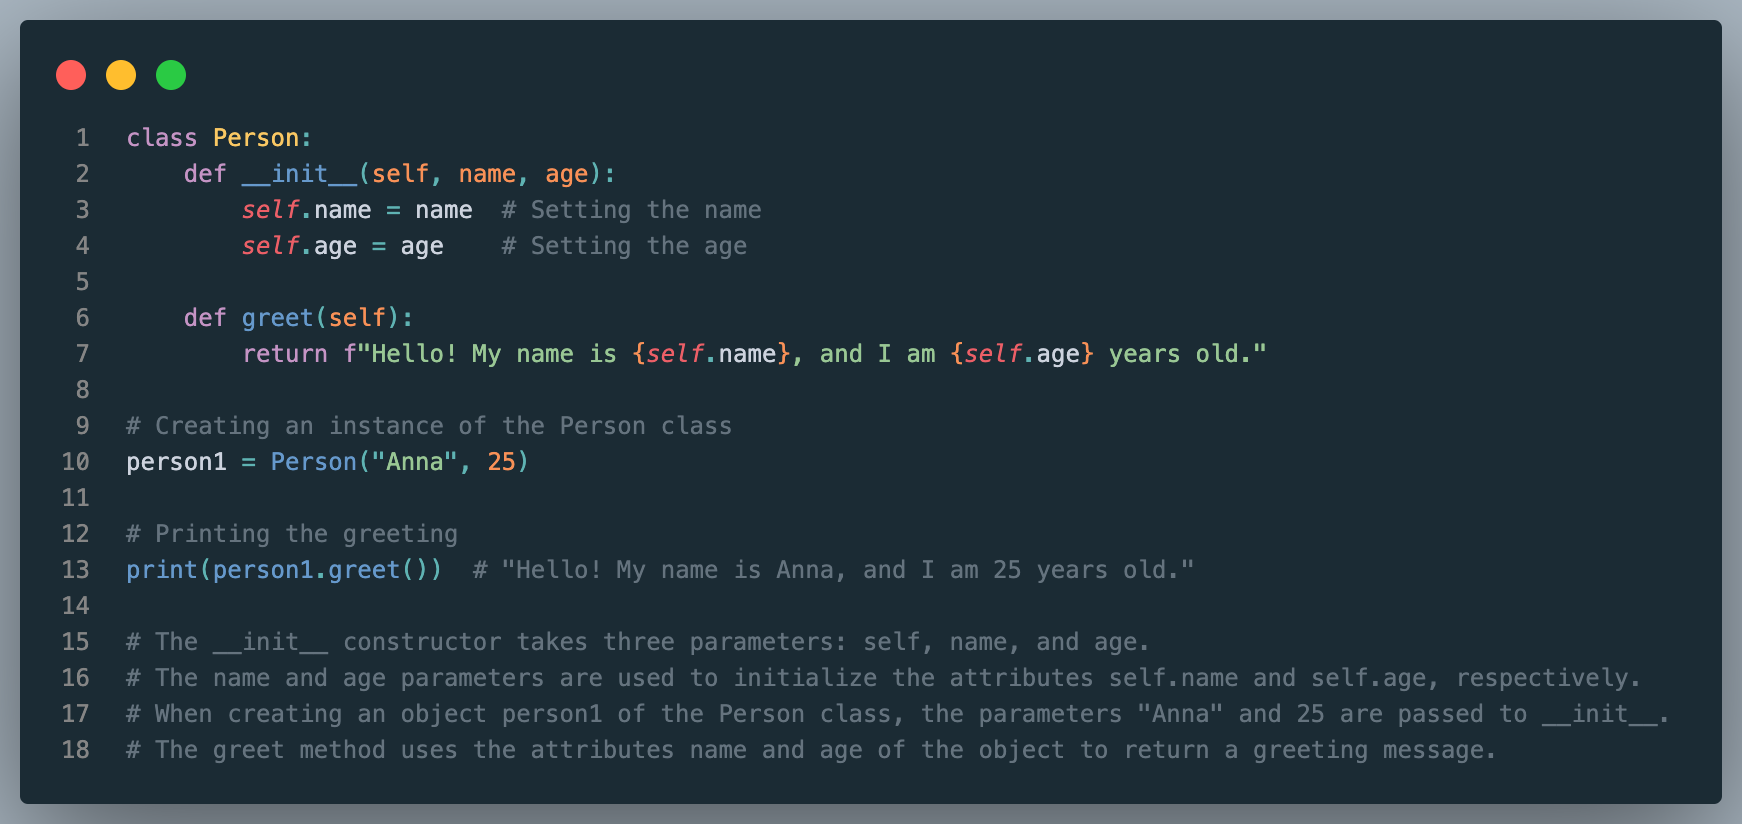 1 class Person:
2     def __init__(self, name, age):
3         self.name = name  # Setting the name
4         self.age = age    # Setting the age
5
6     def greet(self):
7         return f"Hello! My name is {self.name}, and I am {self.age} years old."
8
9 # Creating an instance of the Person class
10 person1 = Person("Anna", 25)
11
12 # Printing the greeting
13 print(person1.greet())  # "Hello! My name is Anna, and I am 25 years old."
14
15 # The __init__ constructor takes three parameters: self, name, and age.
16 # The name and age parameters are used to initialize the attributes self.name and self.age, respectively.
17 # When creating an object person1 of the Person class, the parameters "Anna" and 25 are passed to __init__.
18 # The greet method uses the attributes name and age of the object to return a greeting message.